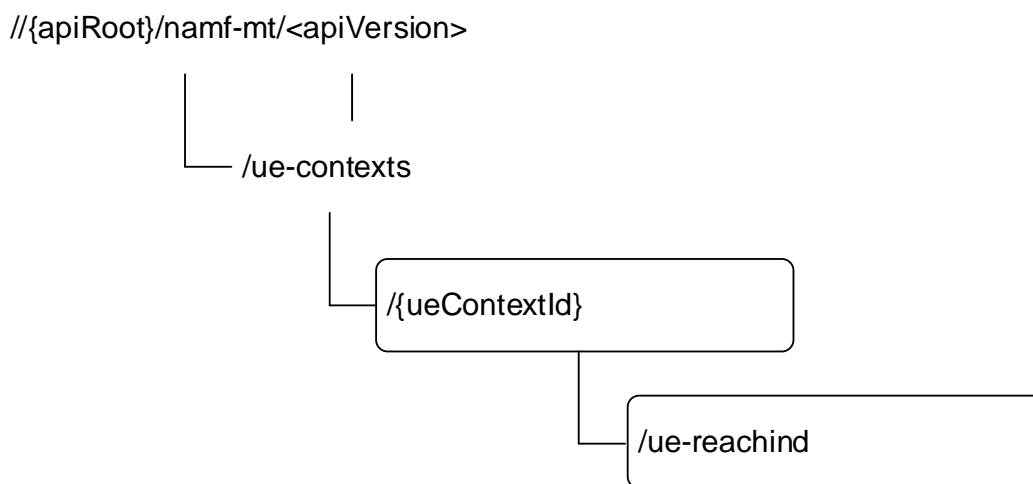 //{apiRoot}/namf-mt/<apiVersion>
/ue-contexts
/{ueContextId}
/ue-reachind